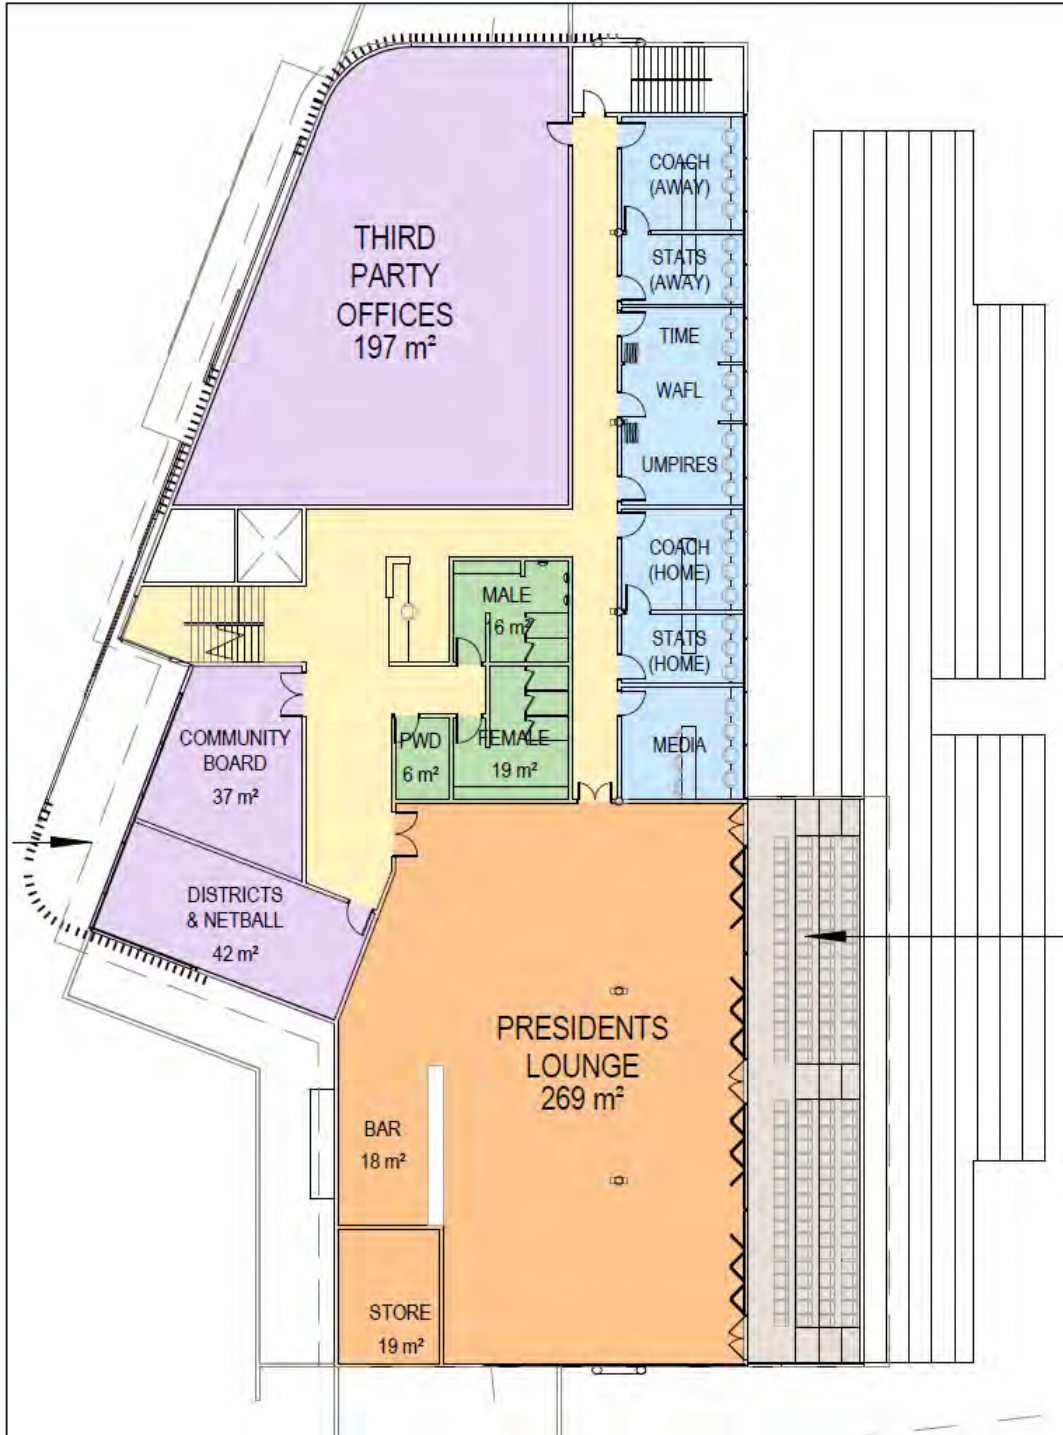 THIRD
PARTY
OFFICES
197 m²
COACH
(AWAY)
STATS
(AWAY)
TIME
WAFL
UMPIRES
COACH
(HOME)
STATS
(HOME)
MEDIA
MALE
16 m²
PWD
6 m²
FEMALE
19 m²
COMMUNITY
BOARD
37 m²
DISTRICTS
& NETBALL
42 m²
PRESIDENTS
LOUNGE
269 m²
BAR
18 m²
STORE
19 m²